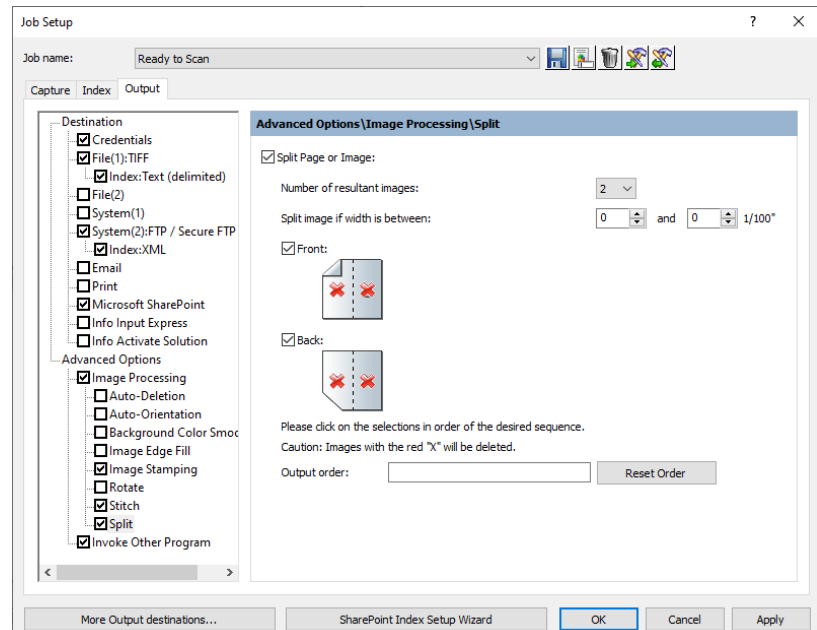 Job Setup
?
Job name:
Ready to Scan
Capture
Index
Output
Destination
Credentials
File(1):TIFF
Index:Text (delimited)
File(2)
System(1)
System(2):FTP / Secure FTP
Index:XML
Email
Print
Microsoft SharePoint
Info Input Express
Info Activate Solution
Advanced Options
Image Processing
Auto-Deletion
Auto-Orientation
Background Color Smoo
Image Edge Fill
Image Stamping
Rotate
Stitch
Split
Invoke Other Program
Advanced Options\Image Processing\Split
Split Page or Image:
Number of resultant images: 2
Split image if width is between: 0 and 0 1/100"
Front:
Back:
Please click on the selections in order of the desired sequence.
Caution: Images with the red "X" will be deleted.
Output order:
Reset Order
More Output destinations...
SharePoint Index Setup Wizard
OK
Cancel
Apply